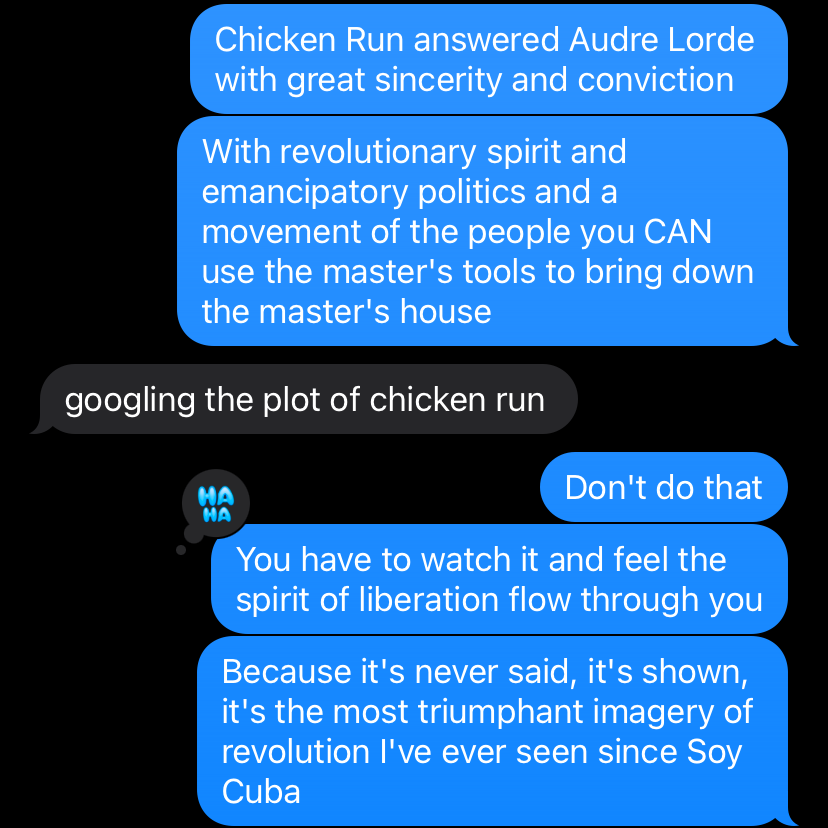 Chicken Run answered Audre Lorde
with great sincerity and conviction
With revolutionary spirit and
emancipatory politics and a
movement of the people you CAN
use the master's tools to bring down
the master's house
googling the plot of chicken run
Don't do that
HA
HA
You have to watch it and feel the
spirit of liberation flow through you
Because it's never said, it's shown,
it's the most triumphant imagery of
revolution I've ever seen since Soy
Cuba